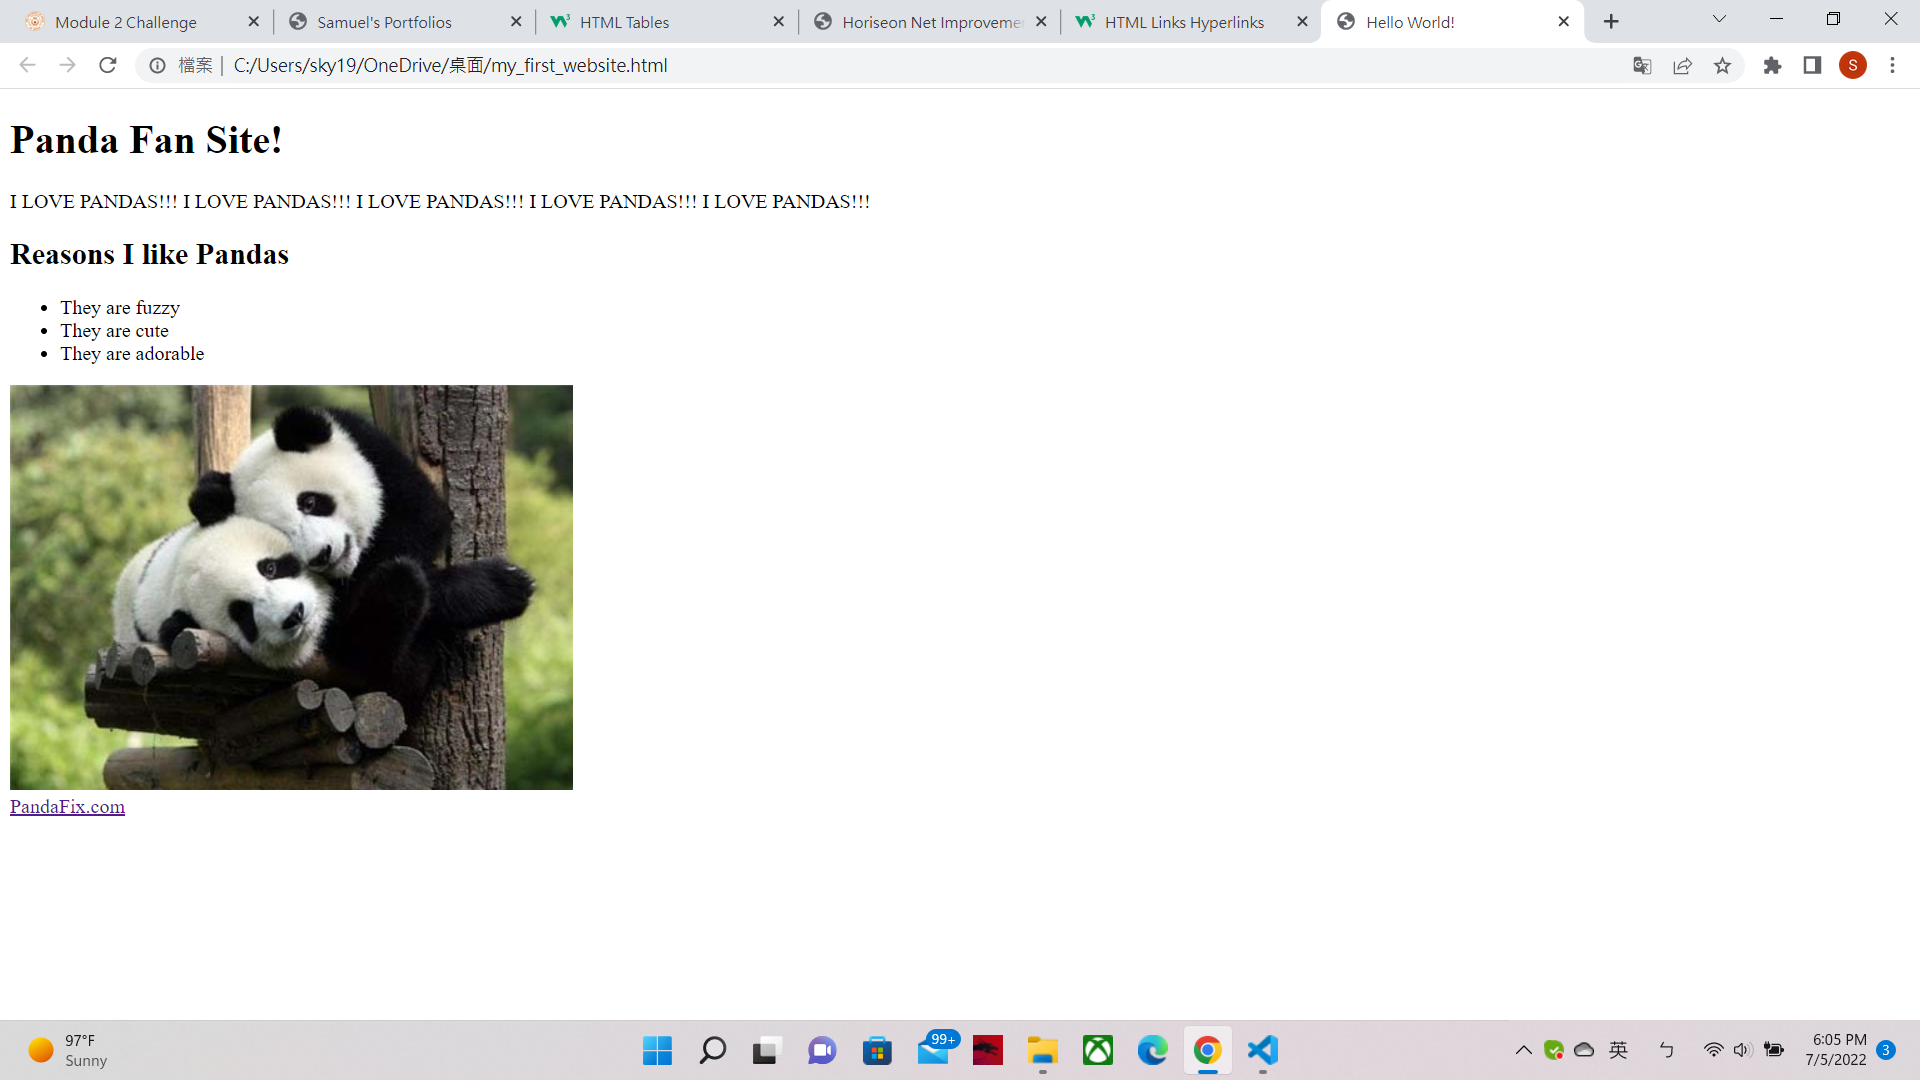 Module 2 Challenge
Samuel's Portfolios
HTML Tables
Horiseon Net Improveme
HTML Links Hyperlinks
Hello World!
檔案 | C:/Users/sky19/OneDrive/桌面/my_first_website.html
S
Panda Fan Site!
I LOVE PANDAS!!! I LOVE PANDAS!!! I LOVE PANDAS!!! I LOVE PANDAS!!! I LOVE PANDAS!!!
Reasons I like Pandas
• They are fuzzy
• They are cute
• They are adorable
PandaFix.com
97°F
Sunny
99+
英
ㄅ
6:05 PM
7/5/2022
3